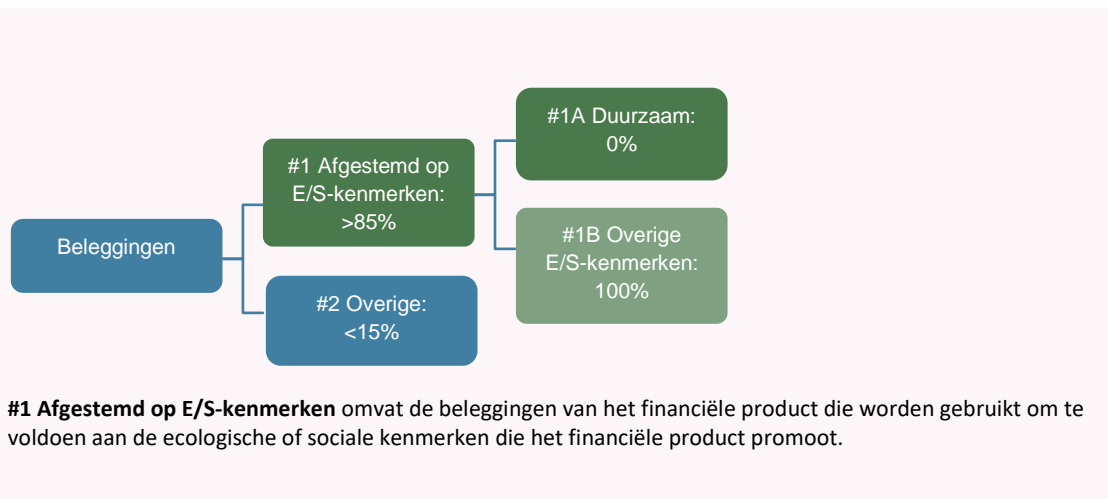 Beleggingen
#1 Afgestemd op
E/S-kenmerken:
>85%
#2 Overige:
<15%
#1A Duurzaam:
0%
#1B Overige
E/S-kenmerken:
100%
#1 Afgestemd op E/S-kenmerken omvat de beleggingen van het financiële product die worden gebruikt om te
voldoen aan de ecologische of sociale kenmerken die het financiële product promoot.